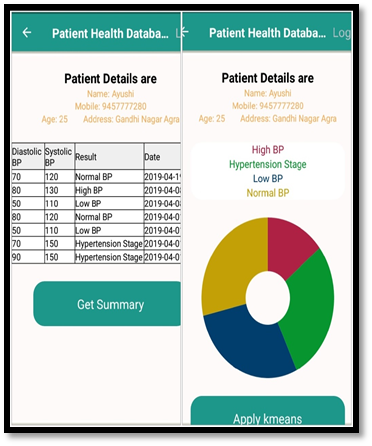 Patient Health Databa...
Patient Details are
Name: Ayushi
Mobile: 9457777280
Age: 25 Address: Gandhi Nagar Agra
Diastolic BP Systolic BP Result Date
70 120 Normal BP 2019-04-1
80 130 High BP 2019-04-0
50 110 Low BP 2019-04-0
80 120 Normal BP 2019-04-0
50 110 Low BP 2019-04-0
70 150 Hypertension Stage 2019-04-0
90 150 Hypertension Stage 2019-04-0
Get Summary
Patient Health Databa... Log
Patient Details are
Name: Ayushi
Mobile: 9457777280
Age: 25 Address: Gandhi Nagar Agra
High BP
Hypertension Stage
Low BP
Normal BP
Apply kmeans